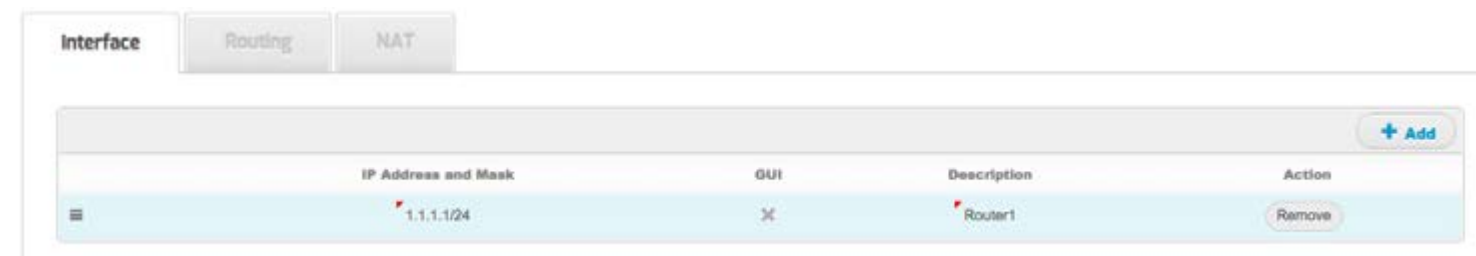 Interface Routing NAT
+ Add
IP Address and Mask GUI Description Action
1.1.1.1/24 Router1 Remove